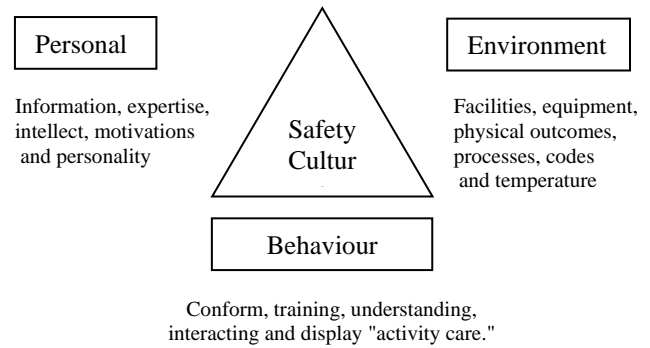 Personal
Information, expertise,
intellect, motivations
and personality
Safety
Cultur
Environment
Facilities, equipment,
physical outcomes,
processes, codes
and temperature
Behaviour
Conform, training, understanding,
interacting and display "activity care."